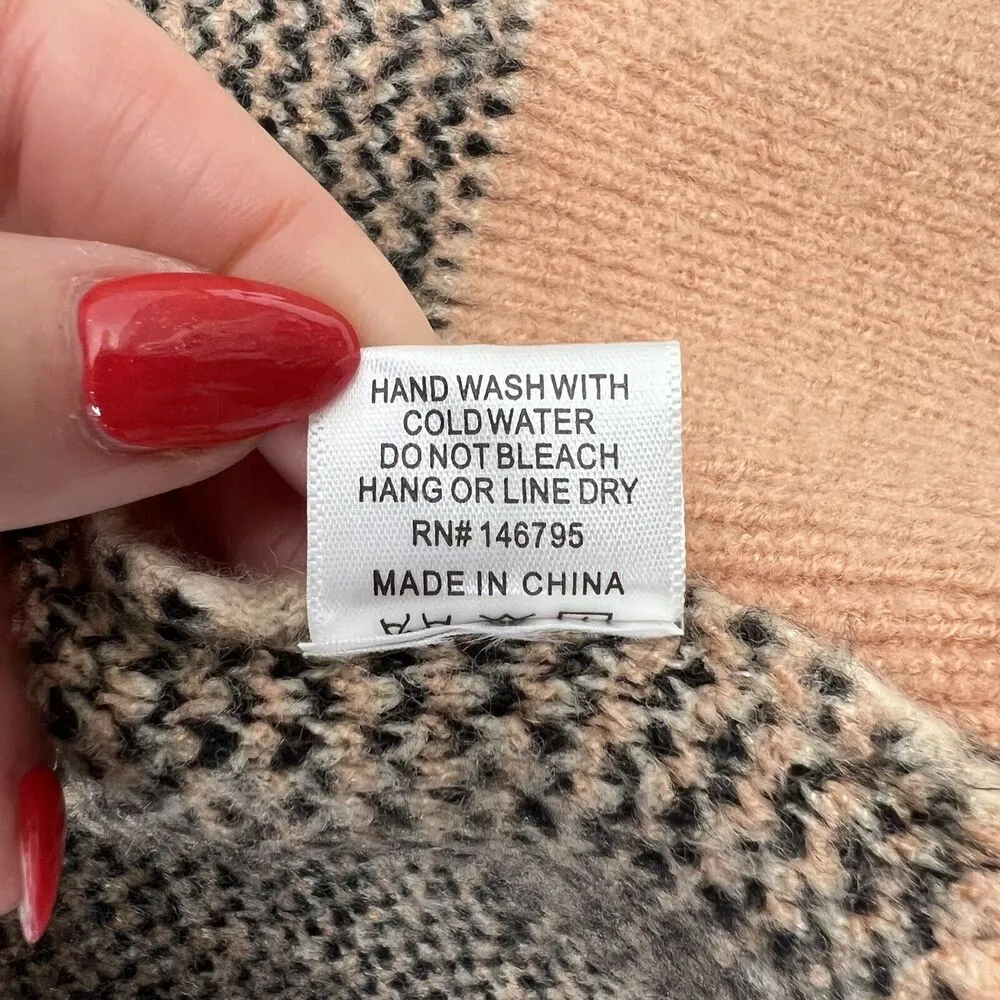 HAND WASH WITH
COLD WATER
DO NOT BLEACH
HANG OR LINE DRY
RN# 146795
MADE IN CHINA